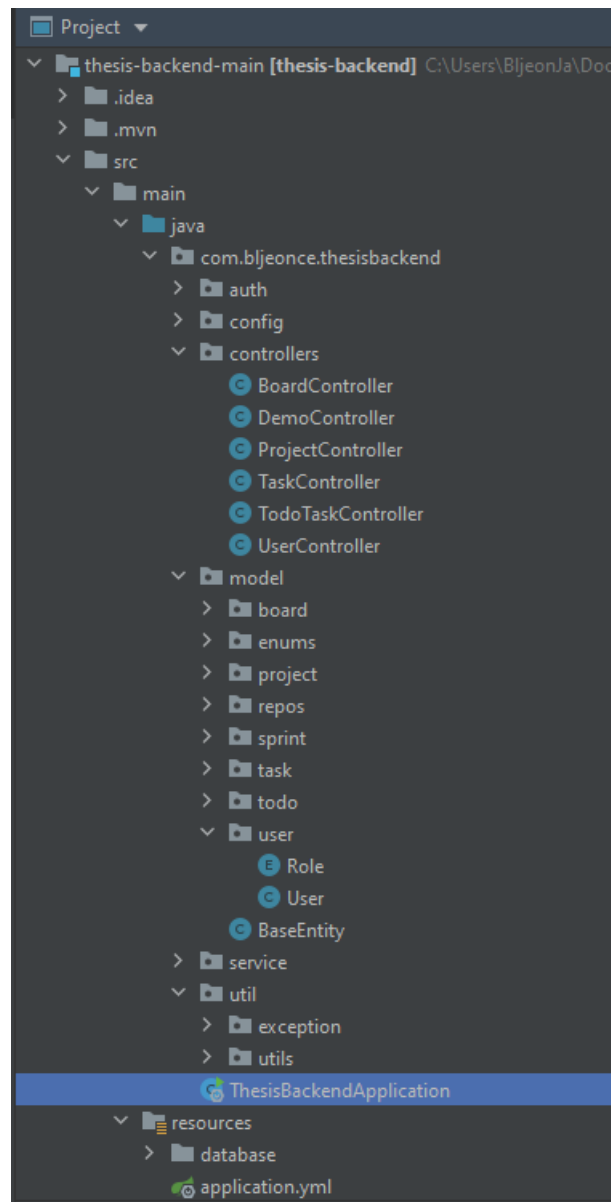 Project
thesis-backend-main [thesis-backend] C:\Users\BljeonJa\Doc
.idea
.mvn
src
main
java
com.bljeonce.thesisbackend
auth
config
controllers
BoardController
DemoController
ProjectController
TaskController
TodoTaskController
UserController
model
board
enums
project
repos
sprint
task
todo
user
E Role
C User
C BaseEntity
service
util
exception
utils
ThesisBackendApplication
resources
database
application.yml